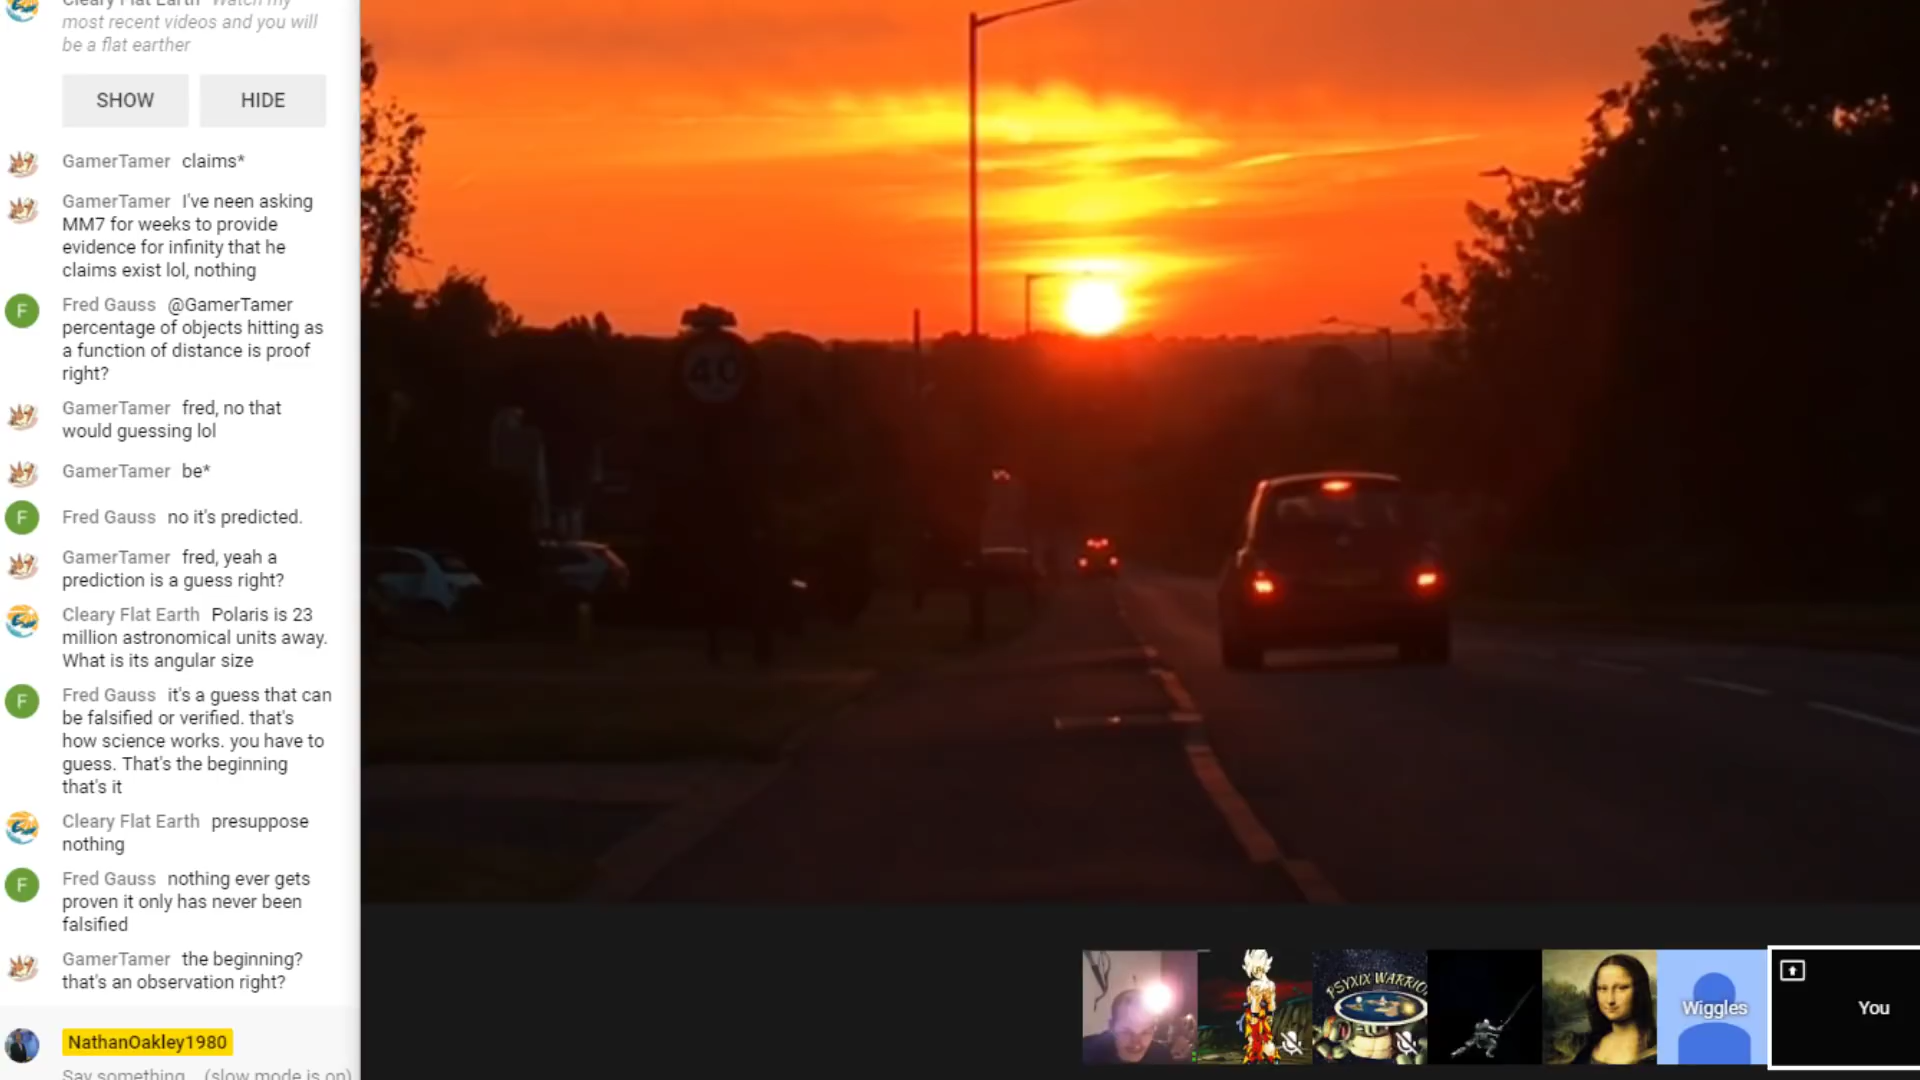 Cleary Flat Earth Watch my
most recent videos and you will
be a flat earther
SHOW
HIDE
GamerTamer claims*
GamerTamer I've neen asking
MM7 for weeks to provide
evidence for infinity that he
claims exist lol, nothing
F
Fred Gauss @GamerTamer
percentage of objects hitting as
a function of distance is proof
right?
GamerTamer fred, no that
would guessing lol
GamerTamer be*
F
Fred Gauss no it's predicted.
GamerTamer fred, yeah a
prediction is a guess right?
Cleary Flat Earth Polaris is 23
million astronomical units away.
What is its angular size
F
Fred Gauss it's a guess that can
be falsified or verified. that's
how science works. you have to
guess. That's the beginning
that's it
Cleary Flat Earth presuppose
nothing
F
Fred Gauss nothing ever gets
proven it only has never been
falsified
GamerTamer the beginning?
that's an observation right?
NathanOakley1980
Say something... (slow mode is on)
40
PSYXIX WARRIO
Wiggles
You